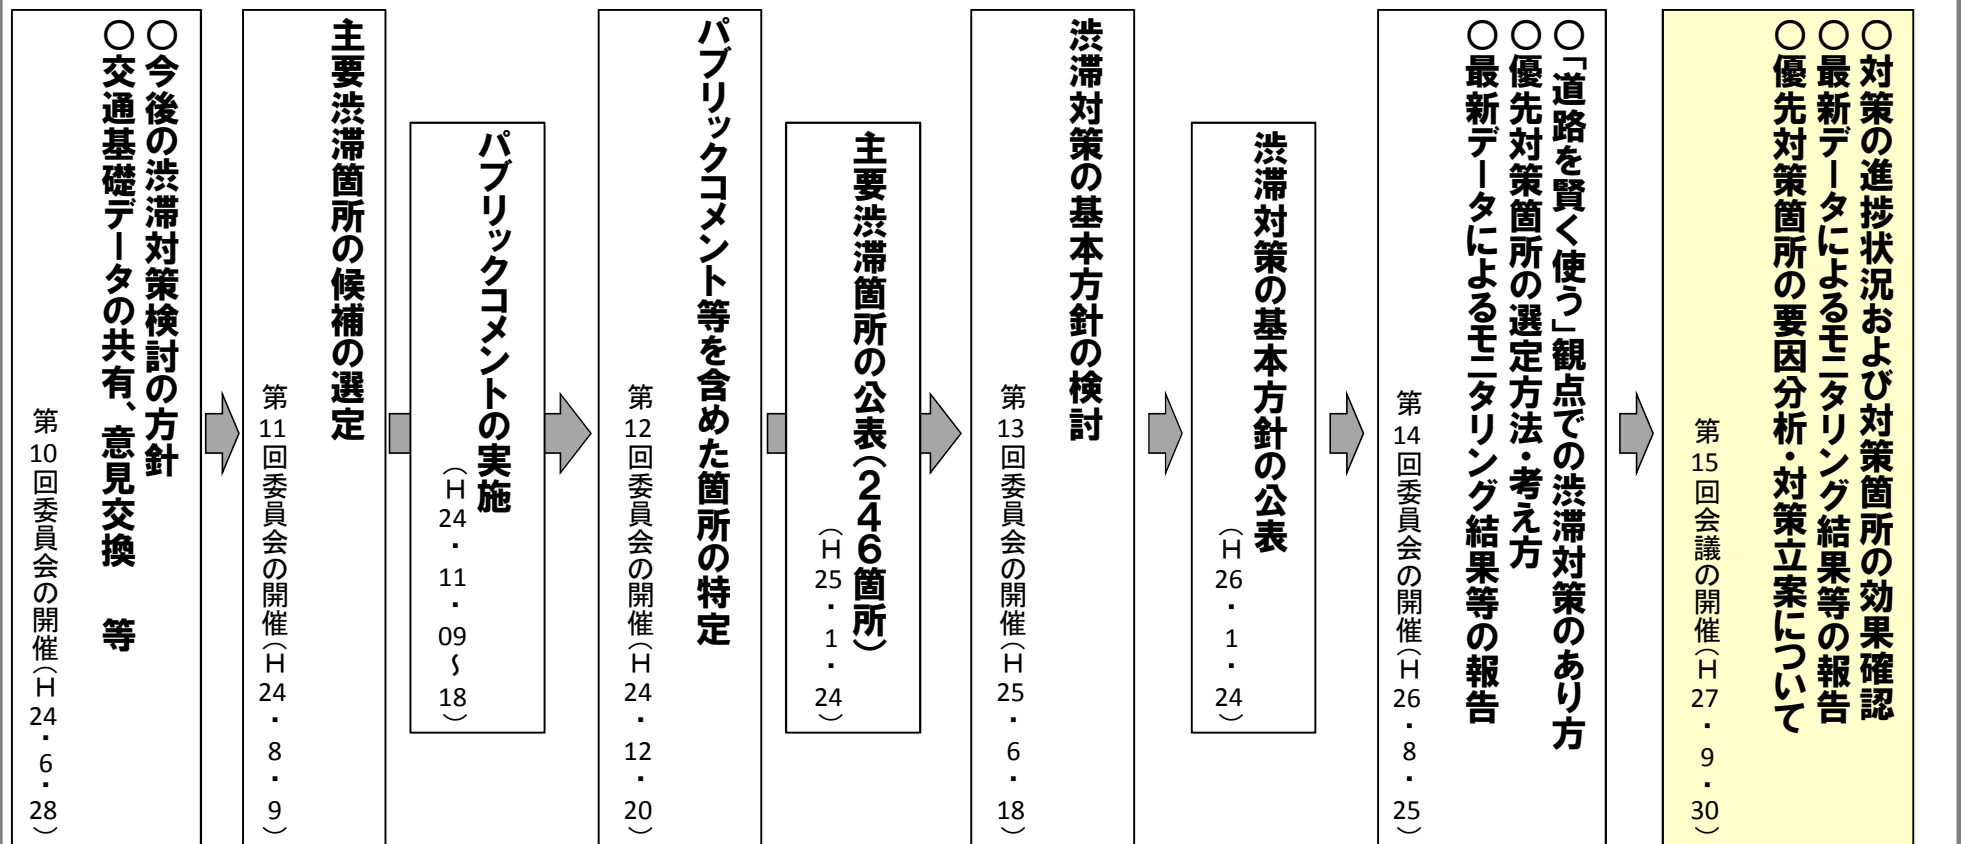 ○今後の渋滞対策検討の方針
○交通基礎データの共有、意見交換　等
第10回委員会の開催（Ｈ24・6・28）
主要渋滞箇所の候補の選定
第11回委員会の開催（Ｈ24・8・9）
パブリックコメントの実施
（Ｈ24・11・09～18）
パブリックコメント等を含めた箇所の特定
第12回委員会の開催（Ｈ24・12・20）
主要渋滞箇所の公表（２４６箇所）
（Ｈ25・1・24）
渋滞対策の基本方針の検討
第13回委員会の開催（Ｈ25・6・18）
渋滞対策の基本方針の公表
（Ｈ26・1・24）
○「道路を賢く使う」観点での渋滞対策のあり方
○優先対策箇所の選定方法・考え方
○最新データによるモニタリング結果等の報告
第14回委員会の開催（Ｈ26・8・25）
○対策の進捗状況および対策箇所の効果確認
○最新データによるモニタリング結果等の報告
○優先対策箇所の要因分析・対策立案について
第15回会議の開催（Ｈ27・9・30）